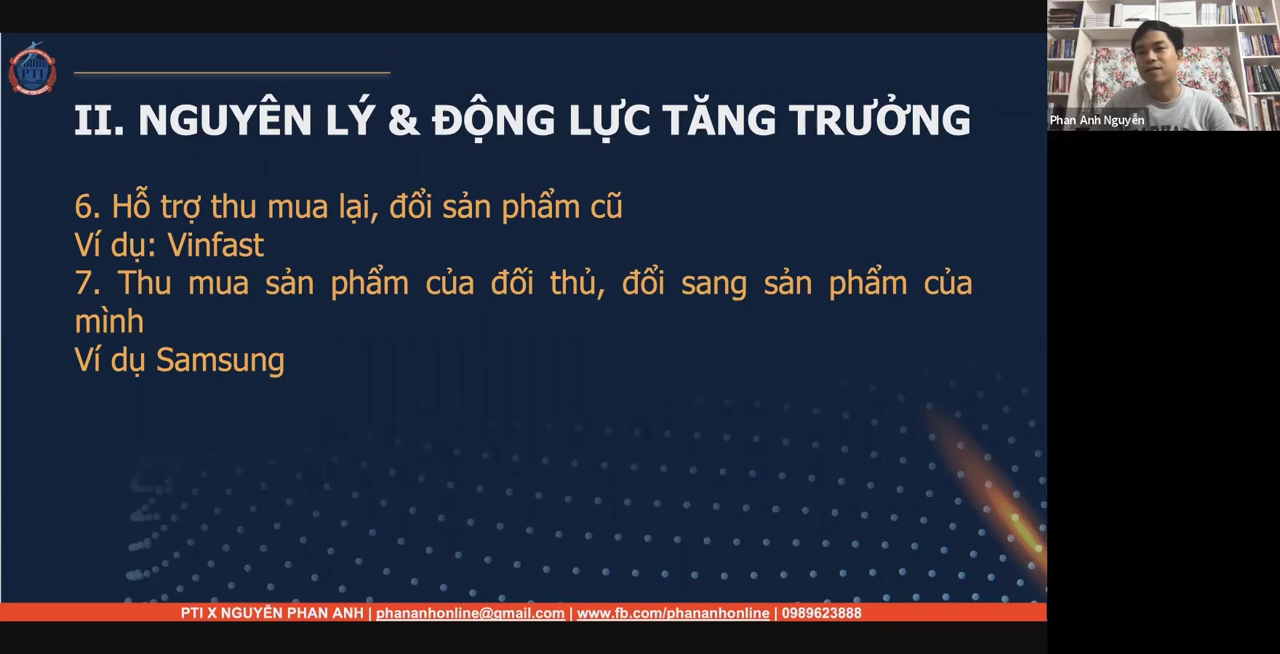 PTI
II. NGUYÊN LÝ & ĐỘNG LỰC TĂNG TRƯỞNG
6. Hỗ trợ thu mua lại, đổi sản phẩm cũ
Ví dụ: Vinfast
7. Thu mua sản phẩm của đối thủ, đổi sang sản phẩm của
mình
Ví dụ Samsung
PTI X NGUYỄN PHAN ANH | phananhonline@gmail.com | www.fb.com/phananhonline | 0989623888
Phan Anh Nguyễn